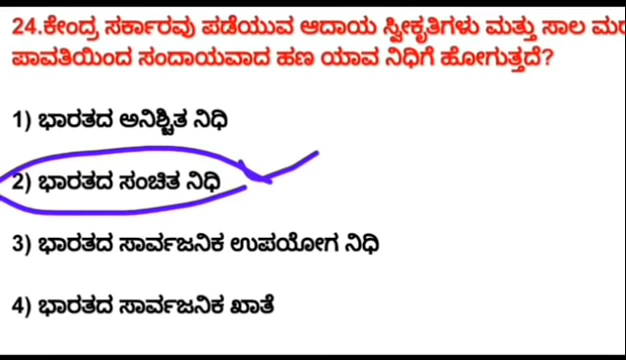 24.ಕೇಂದ್ರ ಸರ್ಕಾರವು ಪಡೆಯುವ ಆದಾಯ ಸ್ವೀಕೃತಿಗಳು ಮತ್ತು ಸಾಲ
ಪಾವತಿಯಿಂದ ಸಂದಾಯವಾದ ಹಣ ಯಾವ ನಿಧಿಗೆ ಹೋಗುತ್ತದೆ?
1) ಭಾರತದ ಅನಿಶ್ಚಿತ ನಿಧಿ
2) ಭಾರತದ ಸಂಚಿತ ನಿಧಿ
3) ಭಾರತದ ಸಾರ್ವಜನಿಕ ಉಪಯೋಗ ನಿಧಿ
4) ಭಾರತದ ಸಾರ್ವಜನಿಕ ಖಾತೆ